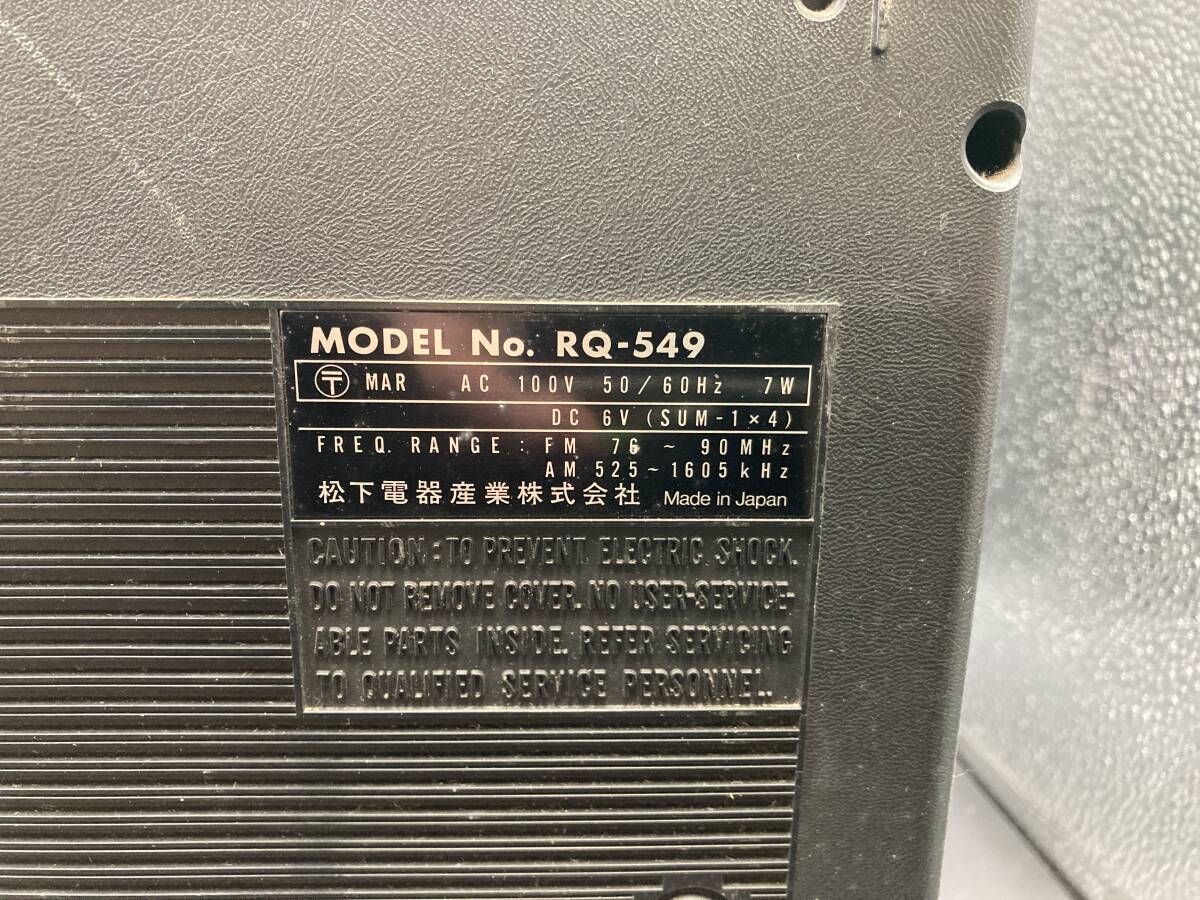 MODEL No. RQ-549
〒 MAR AC 100V 50/60Hz 7W
DC 6V (SUM-1×4)
FREQ. RANGE : FM 76 ~ 90MHz
AM 525~1605kHz
松下電器産業株式会社 Made in Japan
CAUTION: TO PREVENT ELECTRIC SHOCK.
DO NOT REMOVE COVER. NO USER-SERVICE-
ABLE PARTS INSIDE. REFER SERVICING
TO QUALIFIED SERVICE PERSONNEL.